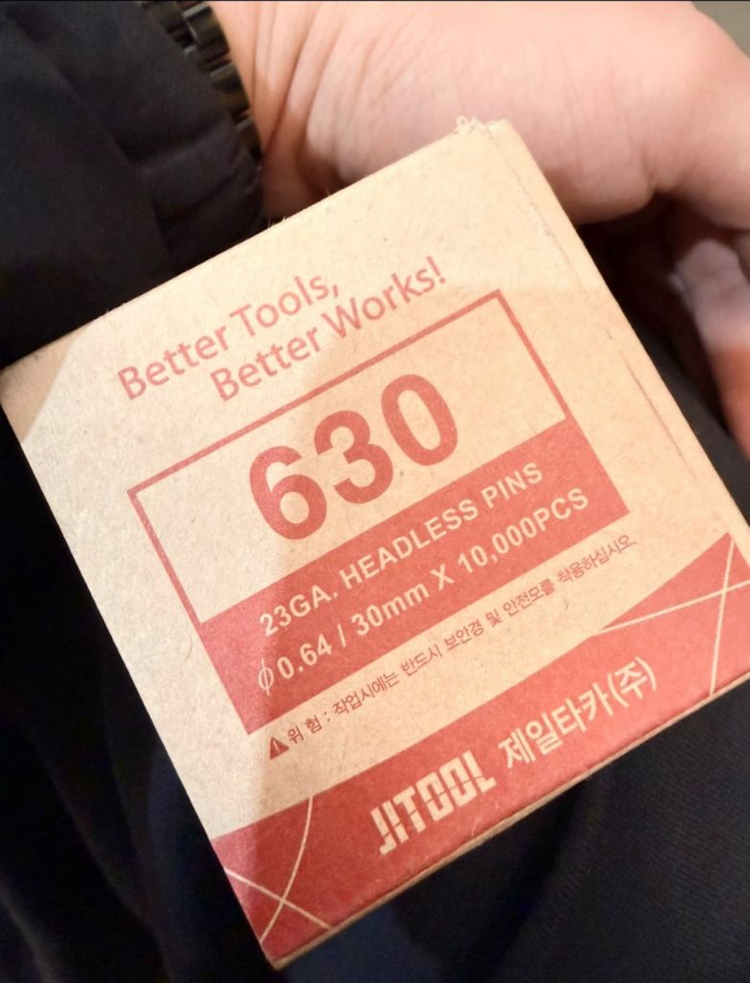 Better Tools,
Better Works!
630
23GA. HEADLESS PINS
φ0.64 / 30mm X 10,000PCS
⚠위 험 : 작업시에는 반드시 보안경 및 안전모를 착용하십시오.
JITOOL 제일타카(주)